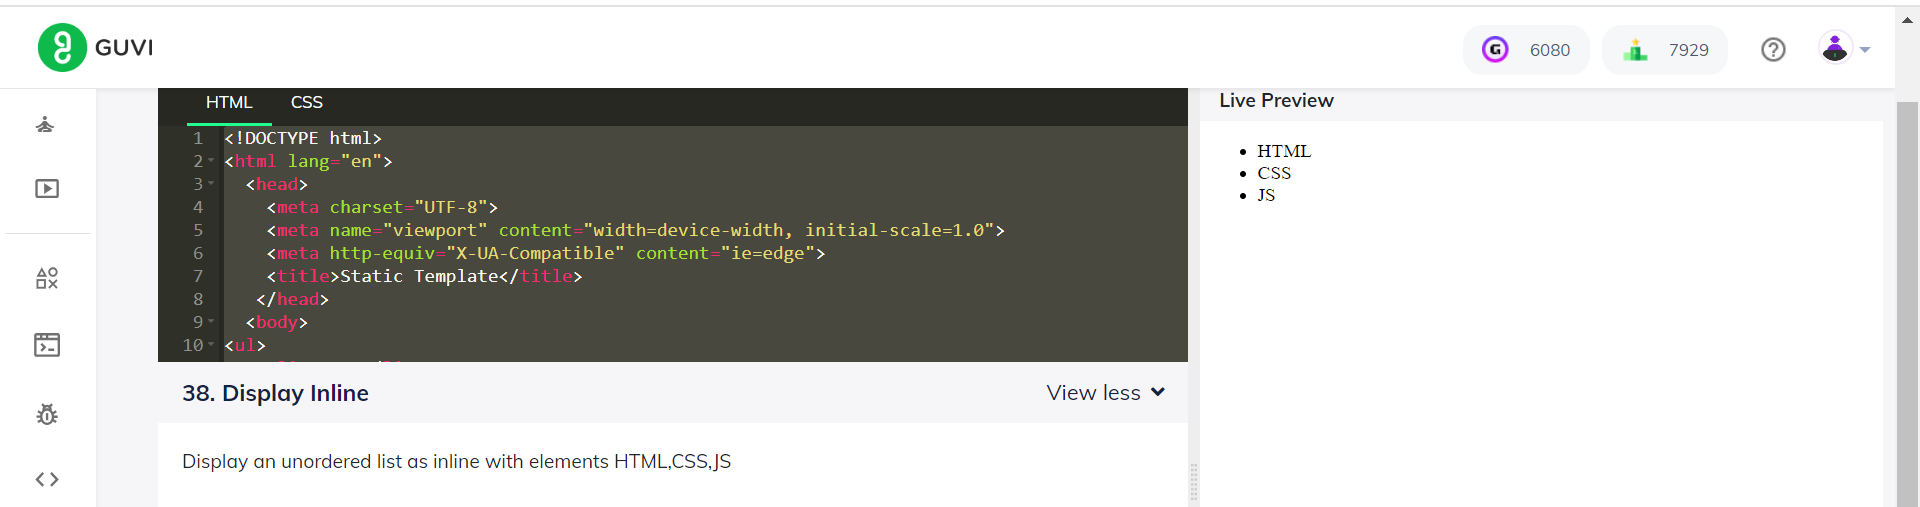 GUVI
6080
7929
HTML CSS
Live Preview
1 <!DOCTYPE html>
2 <html lang="en">
3 <head>
4 <meta charset="UTF-8">
5 <meta name="viewport" content="width=device-width, initial-scale=1.0">
6 <meta http-equiv="X-UA-Compatible" content="ie=edge">
7 <title>Static Template</title>
8 </head>
9 <body>
10 <ul>
HTML
CSS
JS
38. Display Inline
View less
Display an unordered list as inline with elements HTML,CSS,JS